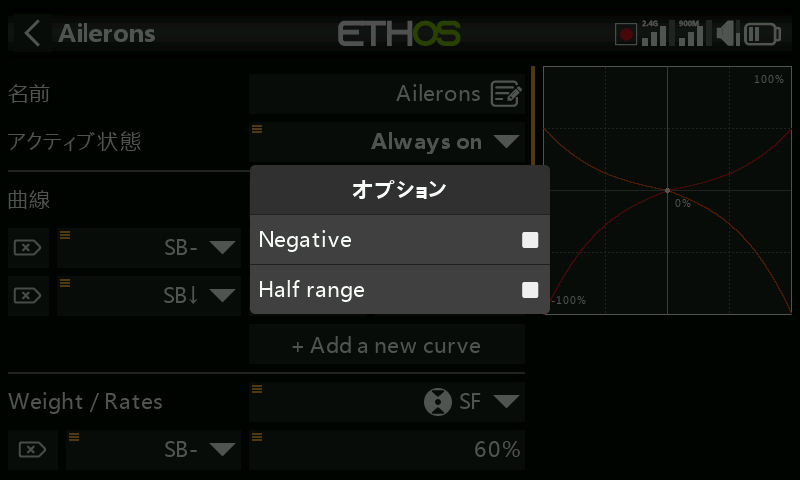 Ailerons
ETHOS
2.4G
900M
名前
Ailerons
アクティブ状態
Always on
100%
0%
-100%
曲線
オプション
Negative
Half range
SB-
SB↓
+ Add a new curve
Weight / Rates
SF
SB-
60%